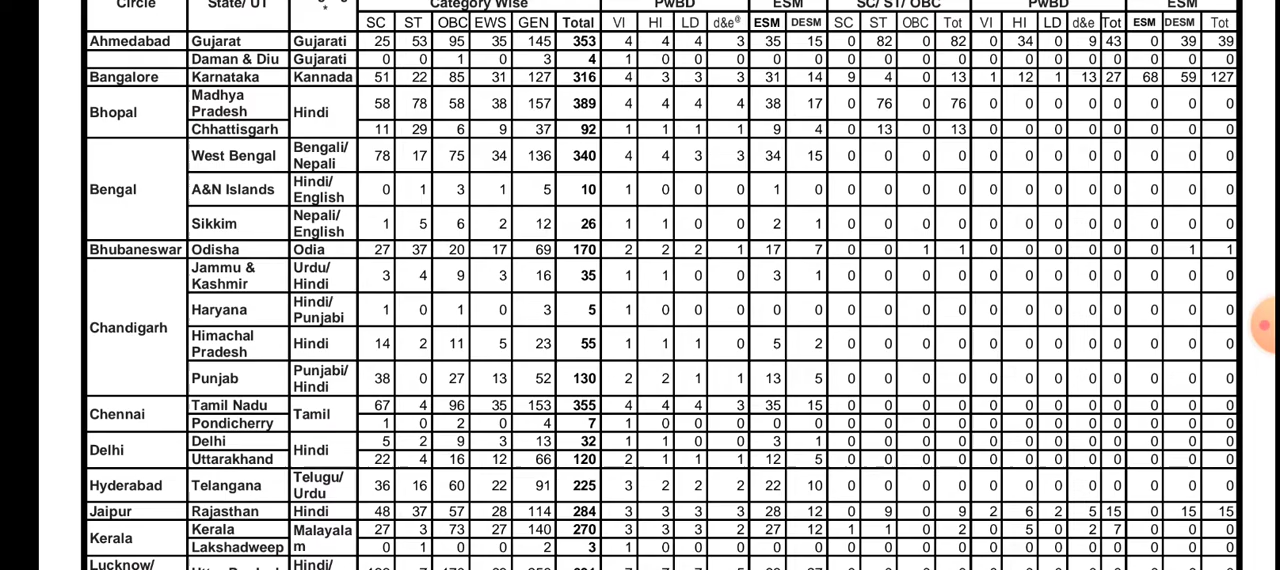 Circle State/ UT * Category Wise PwBD ESM SC/ ST/ OBC PwBD ESM
SC ST OBC EWS GEN Total VI HI LD d&e@ ESM DESM SC ST OBC Tot VI HI LD d&e Tot ESM DESM Tot
Ahmedabad Gujarat Gujarati 25 53 95 35 145 353 4 4 4 3 35 15 0 82 0 82 0 34 0 9 43 0 39 39
Daman & Diu Gujarati 0 0 1 0 3 4 1 0 0 0 0 0 0 0 0 0 0 0 0 0 0 0 0 0
Bangalore Karnataka Kannada 51 22 85 31 127 316 4 3 3 3 31 14 9 4 0 13 1 12 1 13 27 68 59 127
Bhopal Madhya Pradesh Hindi 58 78 58 38 157 389 4 4 4 4 38 17 0 76 0 76 0 0 0 0 0 0 0 0
Chhattisgarh 11 29 6 9 37 92 1 1 1 1 9 4 0 13 0 13 0 0 0 0 0 0 0 0
Bengal West Bengal Bengali/ Nepali 78 17 75 34 136 340 4 4 3 3 34 15 0 0 0 0 0 0 0 0 0 0 0 0
A&N Islands Hindi/ English 0 1 3 1 5 10 1 0 0 0 1 0 0 0 0 0 0 0 0 0 0 0 0 0
Sikkim Nepali/ English 1 5 6 2 12 26 1 1 0 0 2 1 0 0 0 0 0 0 0 0 0 0 0 0
Bhubaneswar Odisha Odia 27 37 20 17 69 170 2 2 2 1 17 7 0 0 1 1 0 0 0 0 0 0 1 1
Chandigarh Jammu & Kashmir Urdu/ Hindi 3 4 9 3 16 35 1 1 0 0 3 1 0 0 0 0 0 0 0 0 0 0 0 0
Haryana Hindi/ Punjabi 1 0 1 0 3 5 1 0 0 0 0 0 0 0 0 0 0 0 0 0 0 0 0 0
Himachal Pradesh Hindi 14 2 11 5 23 55 1 1 1 0 5 2 0 0 0 0 0 0 0 0 0 0 0 0
Punjab Punjabi/ Hindi 38 0 27 13 52 130 2 2 1 1 13 5 0 0 0 0 0 0 0 0 0 0 0 0
Chennai Tamil Nadu Tamil 67 4 96 35 153 355 4 4 4 3 35 15 0 0 0 0 0 0 0 0 0 0 0 0
Pondicherry 1 0 2 0 4 7 1 0 0 0 0 0 0 0 0 0 0 0 0 0 0 0 0 0
Delhi Delhi Hindi 5 2 9 3 13 32 1 1 0 0 3 1 0 0 0 0 0 0 0 0 0 0 0 0
Uttarakhand 22 4 16 12 66 120 2 1 1 1 12 5 0 0 0 0 0 0 0 0 0 0 0 0
Hyderabad Telangana Telugu/ Urdu 36 16 60 22 91 225 3 2 2 2 22 10 0 0 0 0 0 0 0 0 0 0 0 0
Jaipur Rajasthan Hindi 48 37 57 28 114 284 3 3 3 3 28 12 0 9 0 9 2 6 2 5 15 0 15 15
Kerala Kerala Malayala m 27 3 73 27 140 270 3 3 3 2 27 12 1 1 0 2 0 5 0 2 7 0 0 0
Lakshadweep 0 1 0 0 2 3 1 0 0 0 0 0 0 0 0 0 0 0 0 0 0 0 0 0
Lucknow/ Hindi/